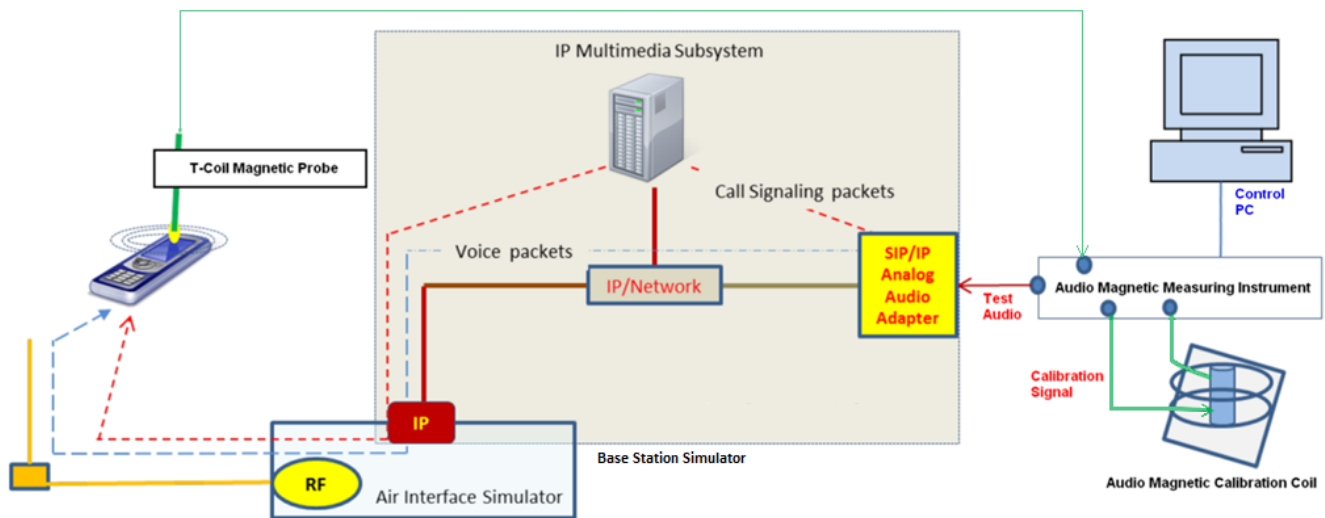 IP Multimedia Subsystem
T-Coil Magnetic Probe
Call Signaling packets
Control
PC
Voice packets
SIP/IP
Analog
Audio
Adapter
IP/Network
Test
Audio
Audio Magnetic Measuring Instrument
Calibration
Signal
IP
Base Station Simulator
RF
Air Interface Simulator
Audio Magnetic Calibration Coil